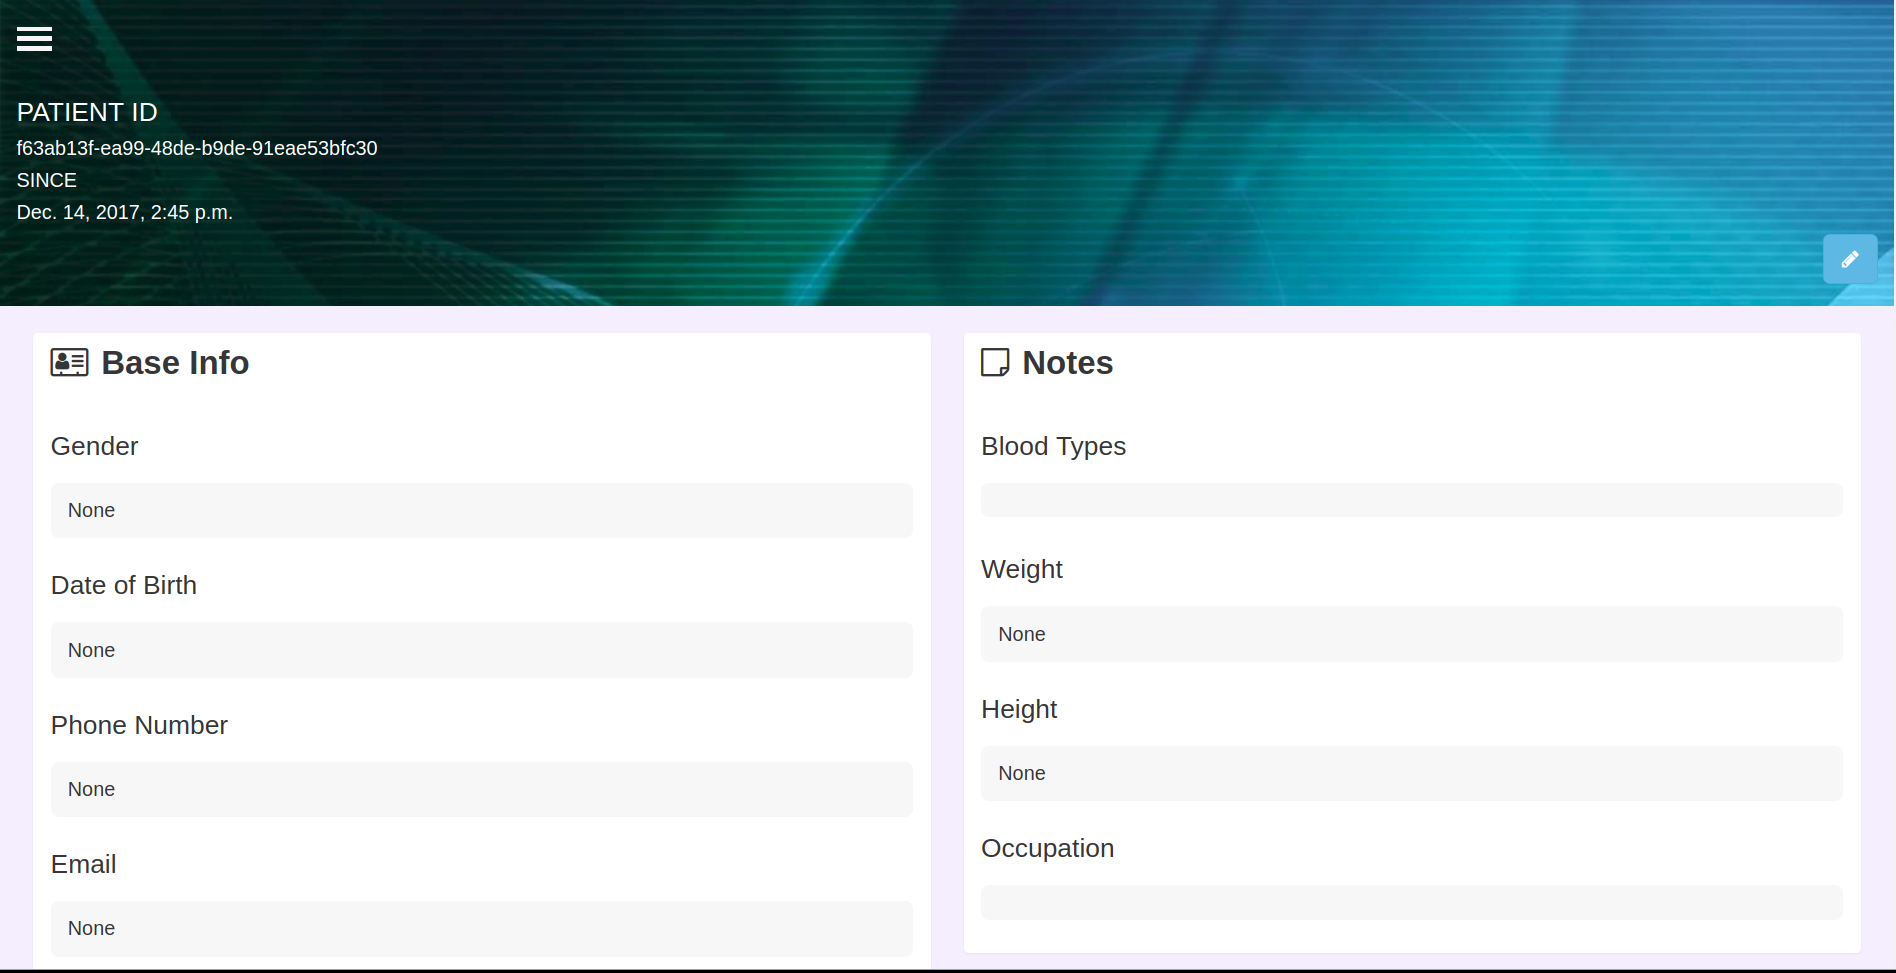 PATIENT ID
f63ab13f-ea99-48de-b9de-91eae53bfc30
SINCE
Dec. 14, 2017, 2:45 p.m.
Base Info
Gender
None
Date of Birth
None
Phone Number
None
Email
None
Notes
Blood Types
Weight
None
Height
None
Occupation